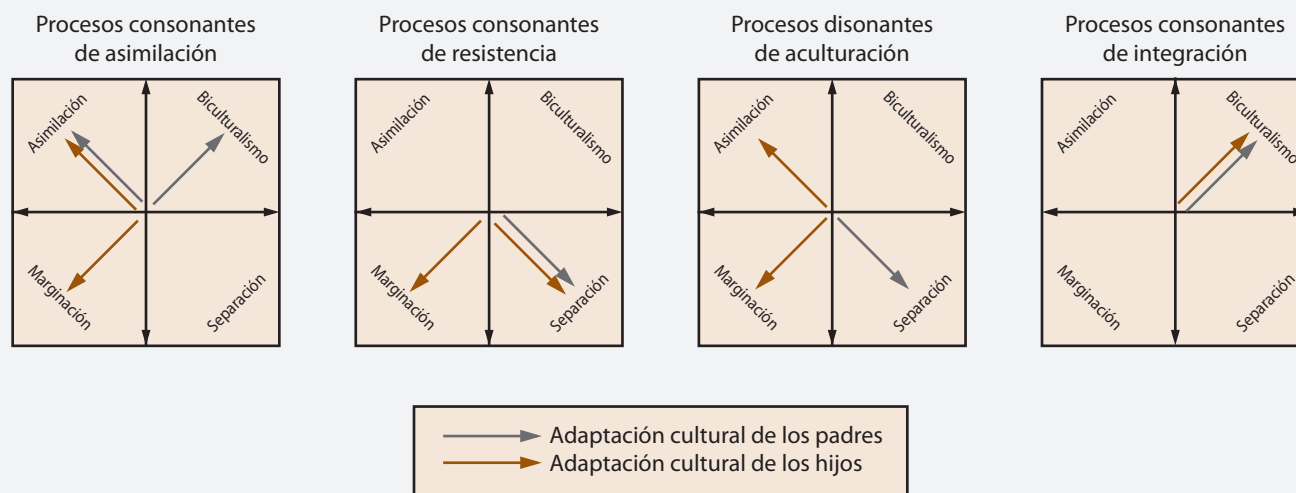 Procesos consonantes
de asimilación
Procesos consonantes
de resistencia
Procesos disonantes
de aculturación
Procesos consonantes
de integración
Asimilación
Biculturalismo
Marginación
Separación
Asimilación
Biculturalismo
Marginación
Separación
Asimilación
Biculturalismo
Marginación
Separación
Asimilación
Biculturalismo
Marginación
Separación
Adaptación cultural de los padres
Adaptación cultural de los hijos